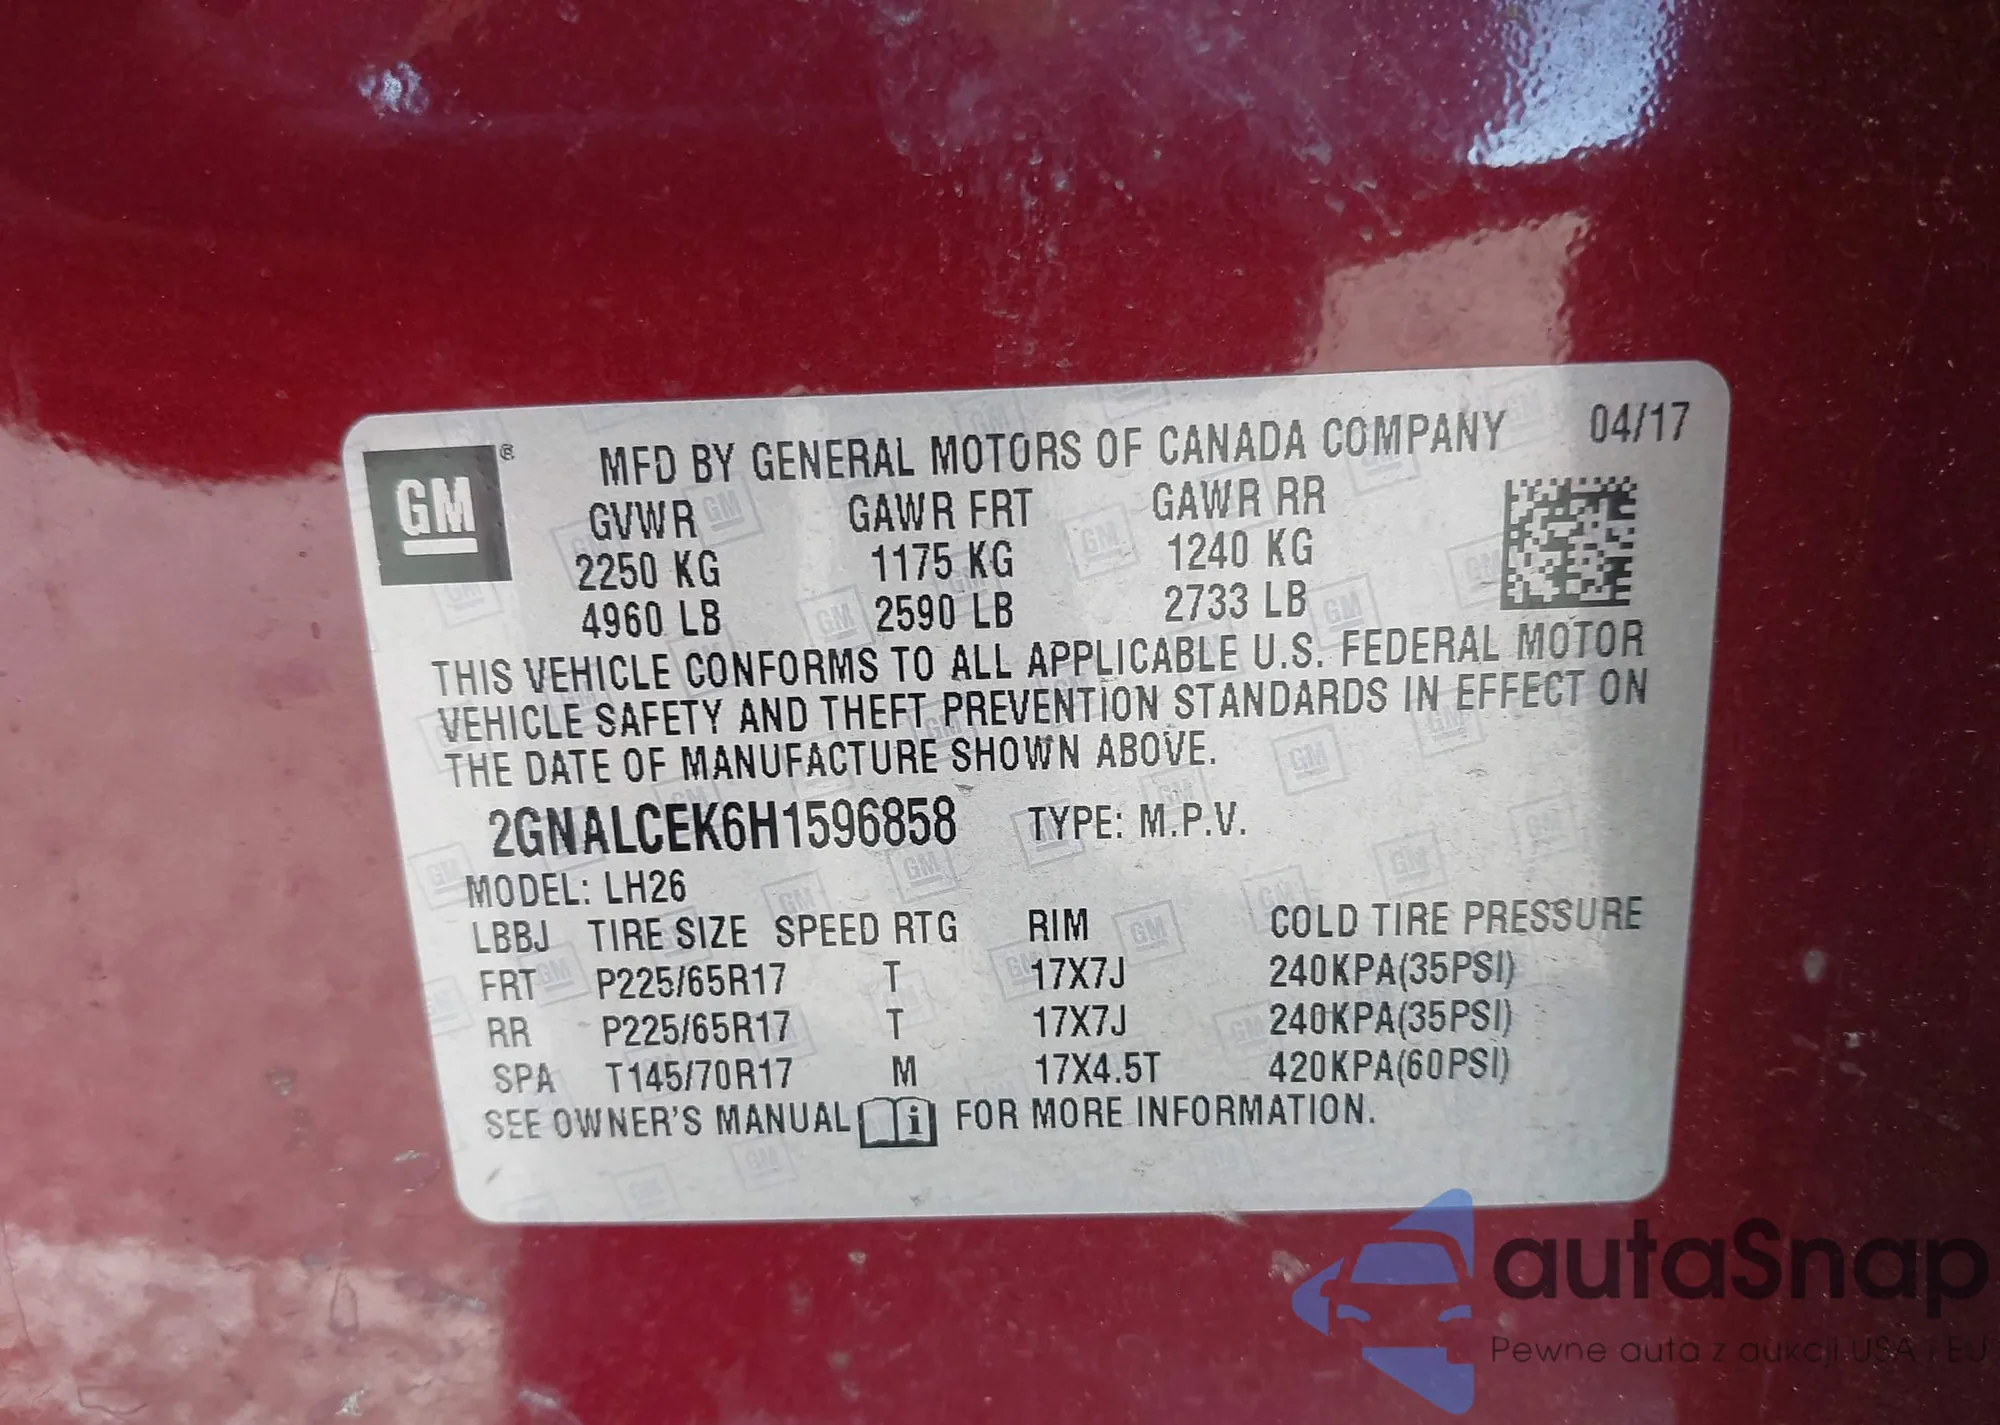 GM ® MFD BY GENERAL MOTORS OF CANADA COMPANY 04/17
GVWR GAWR FRT GAWR RR
2250 KG 1175 KG 1240 KG
4960 LB 2590 LB 2733 LB
THIS VEHICLE CONFORMS TO ALL APPLICABLE U.S. FEDERAL MOTOR
VEHICLE SAFETY AND THEFT PREVENTION STANDARDS IN EFFECT ON
THE DATE OF MANUFACTURE SHOWN ABOVE.
2GNALCEK6H1596858 TYPE: M.P.V.
MODEL: LH26
LBBJ TIRE SIZE SPEED RTG RIM COLD TIRE PRESSURE
FRT P225/65R17 T 17X7J 240KPA(35PSI)
RR P225/65R17 T 17X7J 240KPA(35PSI)
SPA T145/70R17 M 17X4.5T 420KPA(60PSI)
SEE OWNER'S MANUAL i FOR MORE INFORMATION.
autaSnap
Pewne auta z aukcji USA i EU